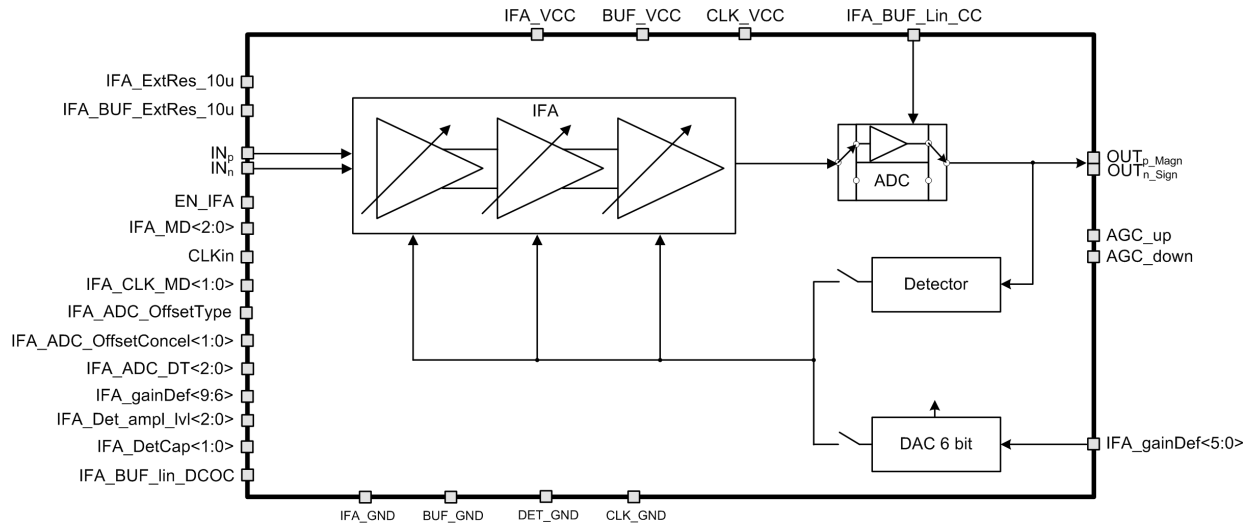 IFA_VCC BUF_VCC CLK_VCC IFA_BUF_Lin_CC
IFA_ExtRes_10u
IFA_BUF_ExtRes_10u
IFA
INp
INn
ADC
OUTp_Magn
OUTn_Sign
EN_IFA
IFA_MD<2:0>
AGC_up
CLKin
AGC_down
IFA_CLK_MD<1:0>
Detector
IFA_ADC_OffsetType
IFA_ADC_OffsetConcel<1:0>
IFA_ADC_DT<2:0>
IFA_gainDef<9:6>
IFA_Det_ampl_lvl<2:0>
IFA_DetCap<1:0>
DAC 6 bit
IFA_gainDef<5:0>
IFA_BUF_lin_DCOC
IFA_GND BUF_GND DET_GND CLK_GND